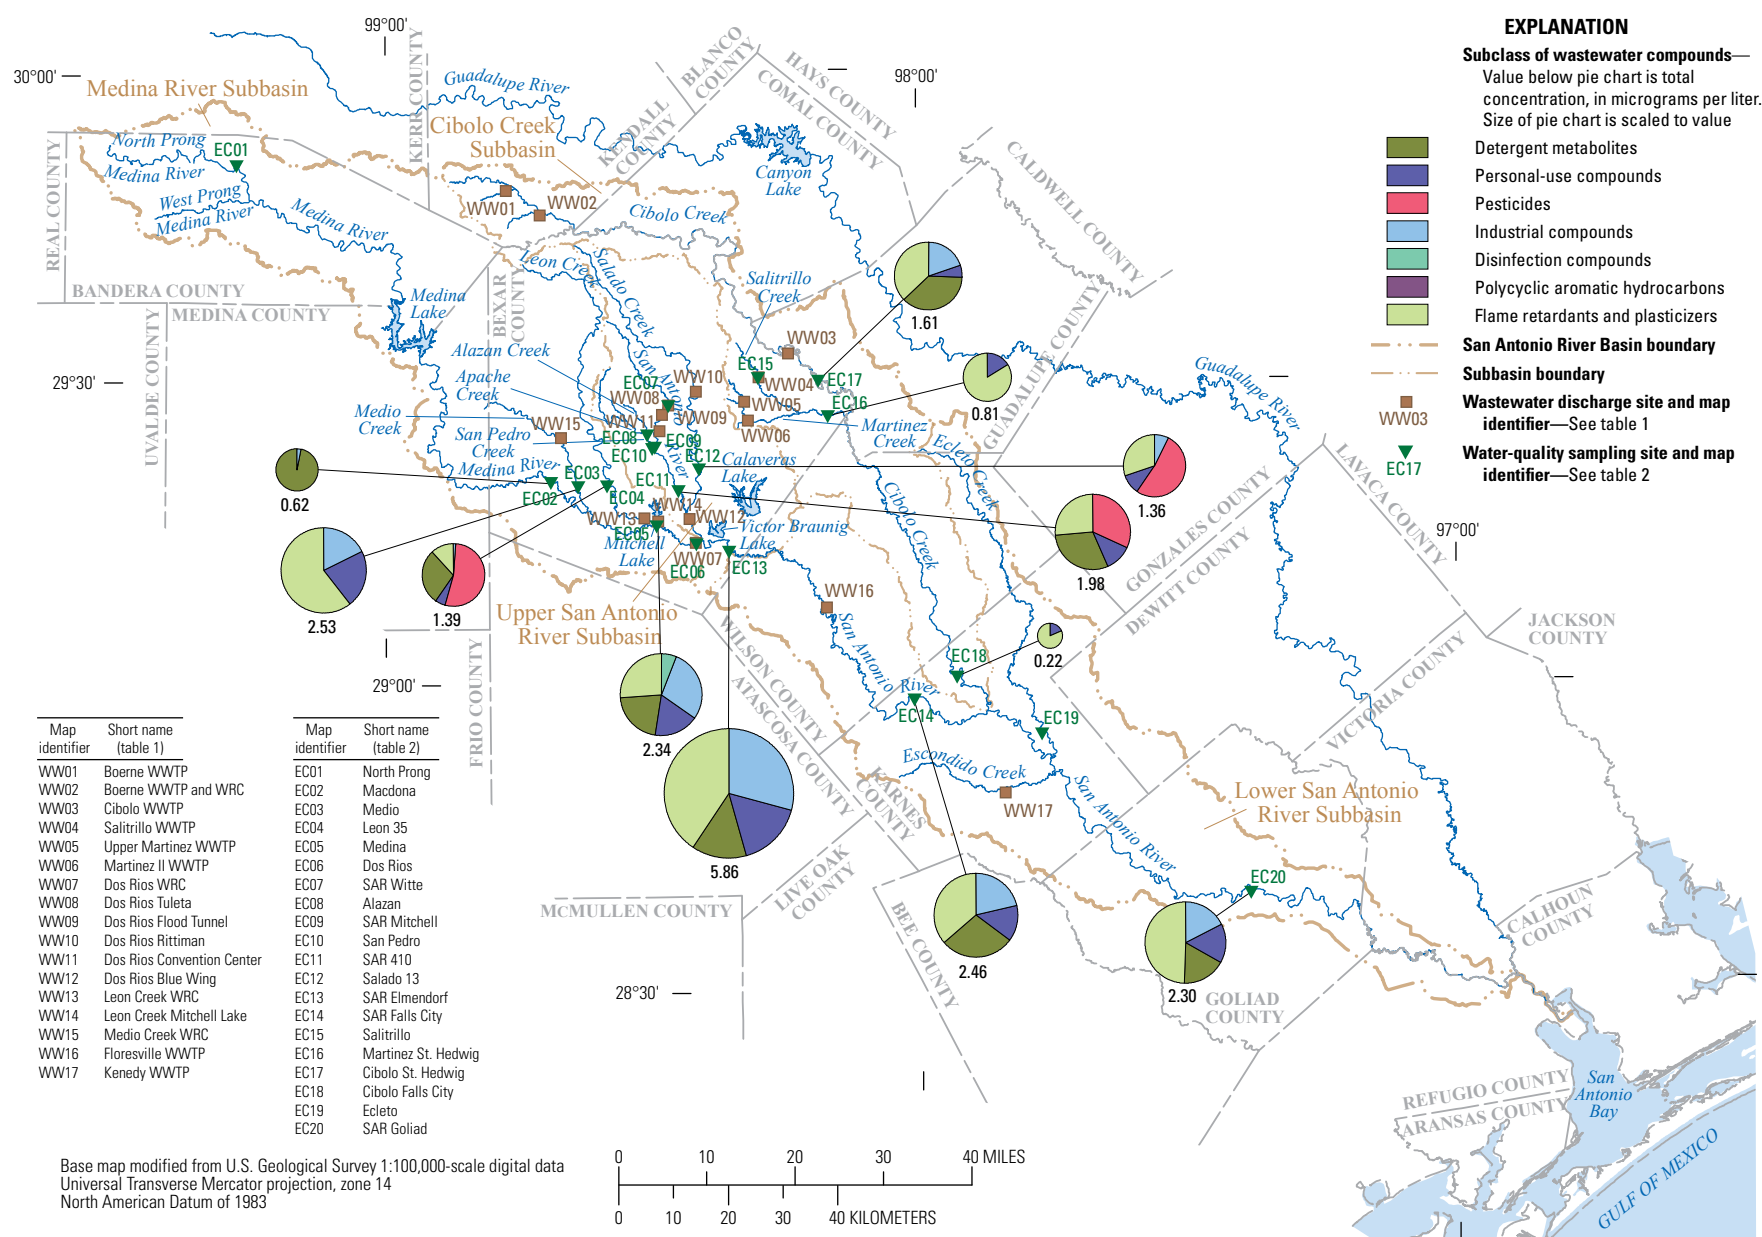 99°00'
30°00'
98°00'
29°30'
29°00'
28°30'
97°00'
Medina River Subbasin
Cibolo Creek
Subbasin
Upper San Antonio
River Subbasin
Lower San Antonio
River Subbasin
KERR COUNTY
KENDALL
COUNTY
BLANCO
COUNTY
HAYS COUNTY
COMAL COUNTY
CALDWELL COUNTY
GUADALUPE COUNTY
REAL COUNTY
BANDERA COUNTY
MEDINA COUNTY
UVALDE COUNTY
BEXAR
COUNTY
FRIO COUNTY
WILSON COUNTY
ATASCOSA COUNTY
KARNES
COUNTY
LIVE OAK
COUNTY
MCMULLEN COUNTY
BEE COUNTY
GOLIAD
COUNTY
GONZALES COUNTY
DEWITT COUNTY
LAVACA COUNTY
JACKSON
COUNTY
VICTORIA COUNTY
CALHOUN
COUNTY
REFUGIO COUNTY
ARANSAS COUNTY
Guadalupe River
North Prong
Medina River
West Prong
Medina River
Medina River
Medina
Lake
Cibolo Creek
Canyon
Lake
Leon Creek
Salado Creek
Salitrillo
Creek
Alazan Creek
Apache
Creek
Medio
Creek
San Pedro
Creek
Medina River
San Antonio
River
Martinez
Creek
Calaveras
Lake
Victor Braunig
Lake
Mitchell
Lake
Ecleto Creek
Cibolo Creek
Guadalupe River
San Antonio
River
Escondido Creek
San Antonio River
San
Antonio
Bay
GULF OF MEXICO
EC01
WW01
WW02
WW03
EC15
WW04
EC17
WW05
EC16
WW06
WW10
EC07
WW08
WW09
WW11
WW15
EC08
EC09
EC10
EC12
EC03
EC02
EC04
EC11
WW14
WW13
WW12
EC05
WW07
EC06
EC13
WW16
EC18
EC14
EC19
WW17
EC20
1.61
0.81
1.36
1.98
0.62
2.53
1.39
2.34
5.86
0.22
2.46
2.30
EXPLANATION
Subclass of wastewater compounds—
Value below pie chart is total
concentration, in micrograms per liter.
Size of pie chart is scaled to value
Detergent metabolites
Personal-use compounds
Pesticides
Industrial compounds
Disinfection compounds
Polycyclic aromatic hydrocarbons
Flame retardants and plasticizers
San Antonio River Basin boundary
Subbasin boundary
Wastewater discharge site and map
WW03 identifier—See table 1
Water-quality sampling site and map
EC17 identifier—See table 2
Map Short name
identifier (table 1)
WW01 Boerne WWTP
WW02 Boerne WWTP and WRC
WW03 Cibolo WWTP
WW04 Salitrillo WWTP
WW05 Upper Martinez WWTP
WW06 Martinez II WWTP
WW07 Dos Rios WRC
WW08 Dos Rios Tuleta
WW09 Dos Rios Flood Tunnel
WW10 Dos Rios Rittiman
WW11 Dos Rios Convention Center
WW12 Dos Rios Blue Wing
WW13 Leon Creek WRC
WW14 Leon Creek Mitchell Lake
WW15 Medio Creek WRC
WW16 Floresville WWTP
WW17 Kenedy WWTP
Map Short name
identifier (table 2)
EC01 North Prong
EC02 Macdona
EC03 Medio
EC04 Leon 35
EC05 Medina
EC06 Dos Rios
EC07 SAR Witte
EC08 Alazan
EC09 SAR Mitchell
EC10 San Pedro
EC11 SAR 410
EC12 Salado 13
EC13 SAR Elmendorf
EC14 SAR Falls City
EC15 Salitrillo
EC16 Martinez St. Hedwig
EC17 Cibolo St. Hedwig
EC18 Cibolo Falls City
EC19 Ecleto
EC20 SAR Goliad
Base map modified from U.S. Geological Survey 1:100,000-scale digital data
Universal Transverse Mercator projection, zone 14
North American Datum of 1983
0 10 20 30 40 MILES
0 10 20 30 40 KILOMETERS